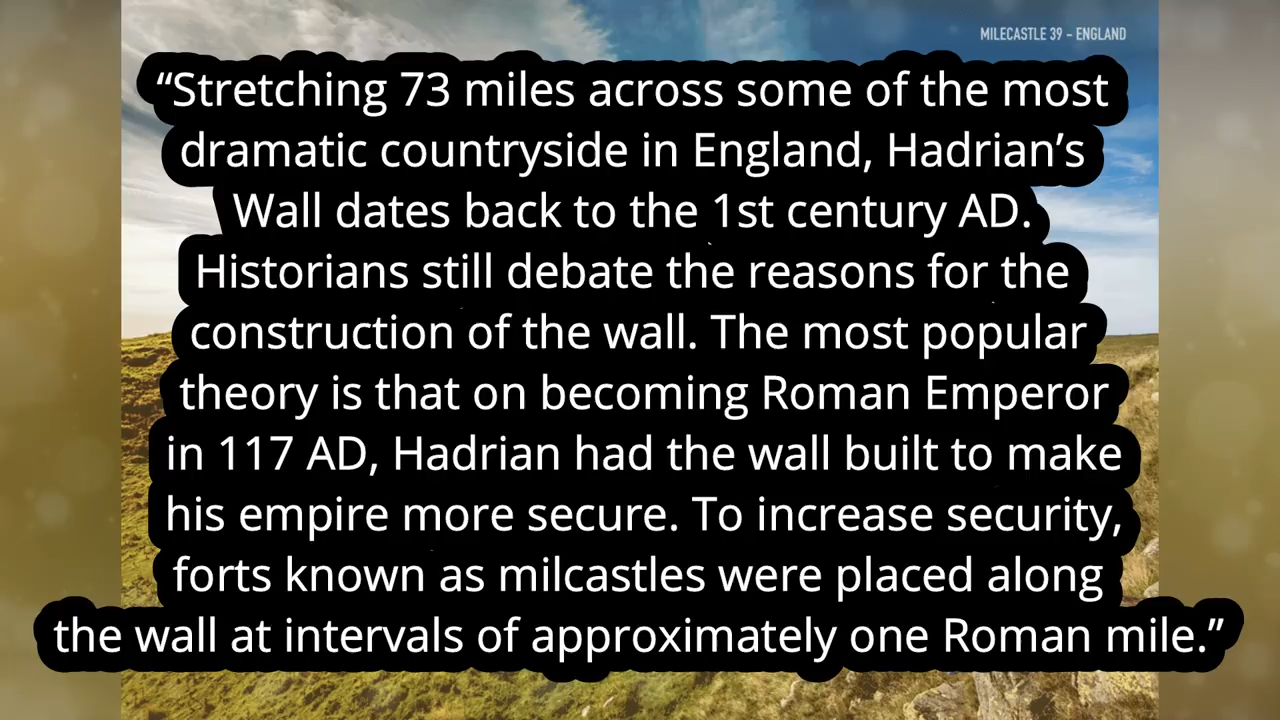 MILECASTLE 39 – ENGLAND
“Stretching 73 miles across some of the most
dramatic countryside in England, Hadrian’s
Wall dates back to the 1st century AD.
Historians still debate the reasons for the
construction of the wall. The most popular
theory is that on becoming Roman Emperor
in 117 AD, Hadrian had the wall built to make
his empire more secure. To increase security,
forts known as milcastles were placed along
the wall at intervals of approximately one Roman mile.”